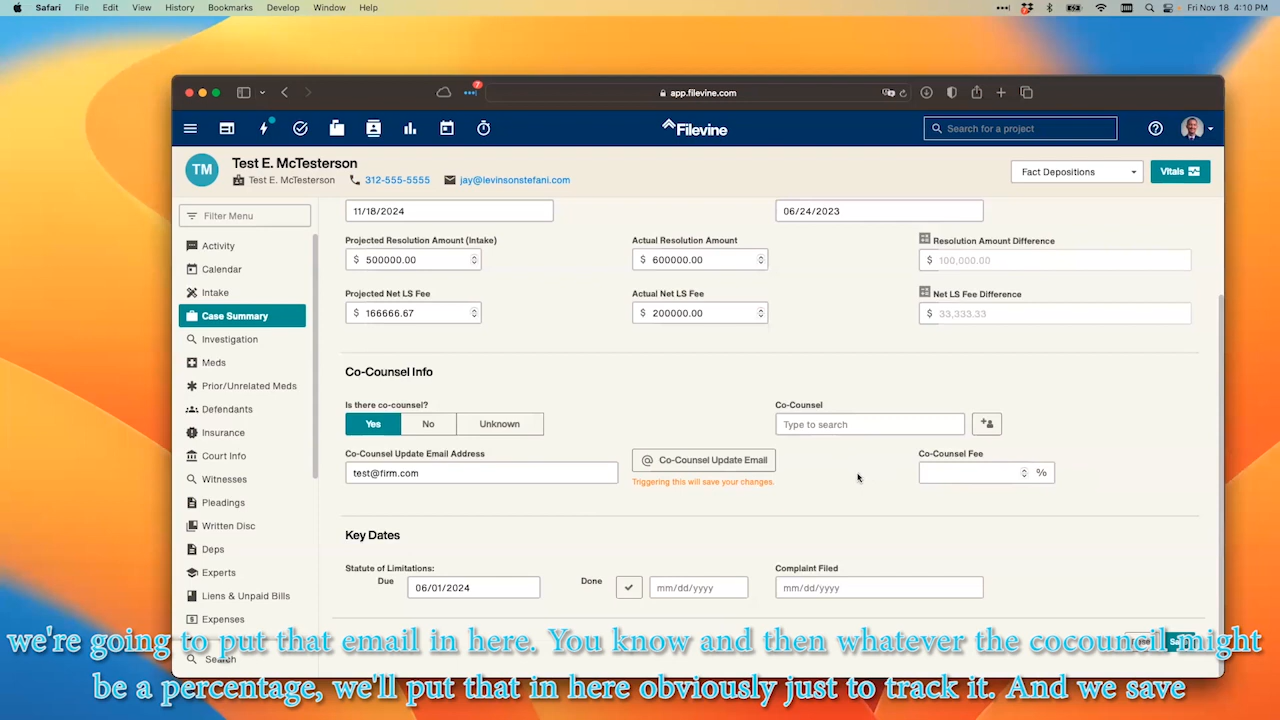 Safari File Edit View History Bookmarks Develop Window Help Fri Nov 18 4:10 PM
app.filevine.com
Filevine
Search for a project
TM
Test E. McTesterson
Test E. McTesterson 312-555-5555 jay@levinsonstefani.com
Fact Depositions
Vitals
Filter Menu
Activity
Calendar
Intake
Case Summary
Investigation
Meds
Prior/Unrelated Meds
Defendants
Insurance
Court Info
Witnesses
Pleadings
Written Disc
Deps
Experts
Liens & Unpaid Bills
Expenses
Search
11/18/2024 06/24/2023
Projected Resolution Amount (Intake) Actual Resolution Amount Resolution Amount Difference
$ 500000.00 $ 600000.00 $ 100,000.00
Projected Net LS Fee Actual Net LS Fee Net LS Fee Difference
$ 166666.67 $ 200000.00 $ 33,333.33
Co-Counsel Info
Is there co-counsel? Co-Counsel
Yes No Unknown Type to search
Co-Counsel Update Email Address Co-Counsel Update Email Co-Counsel Fee
test@firm.com %
Triggering this will save your changes.
Key Dates
Statute of Limitations: Complaint Filed
Due 06/01/2024 Done mm/dd/yyyy mm/dd/yyyy
we're going to put that email in here. You know and then whatever the cocouncil might
be a percentage, we'll put that in here obviously just to track it. And we save